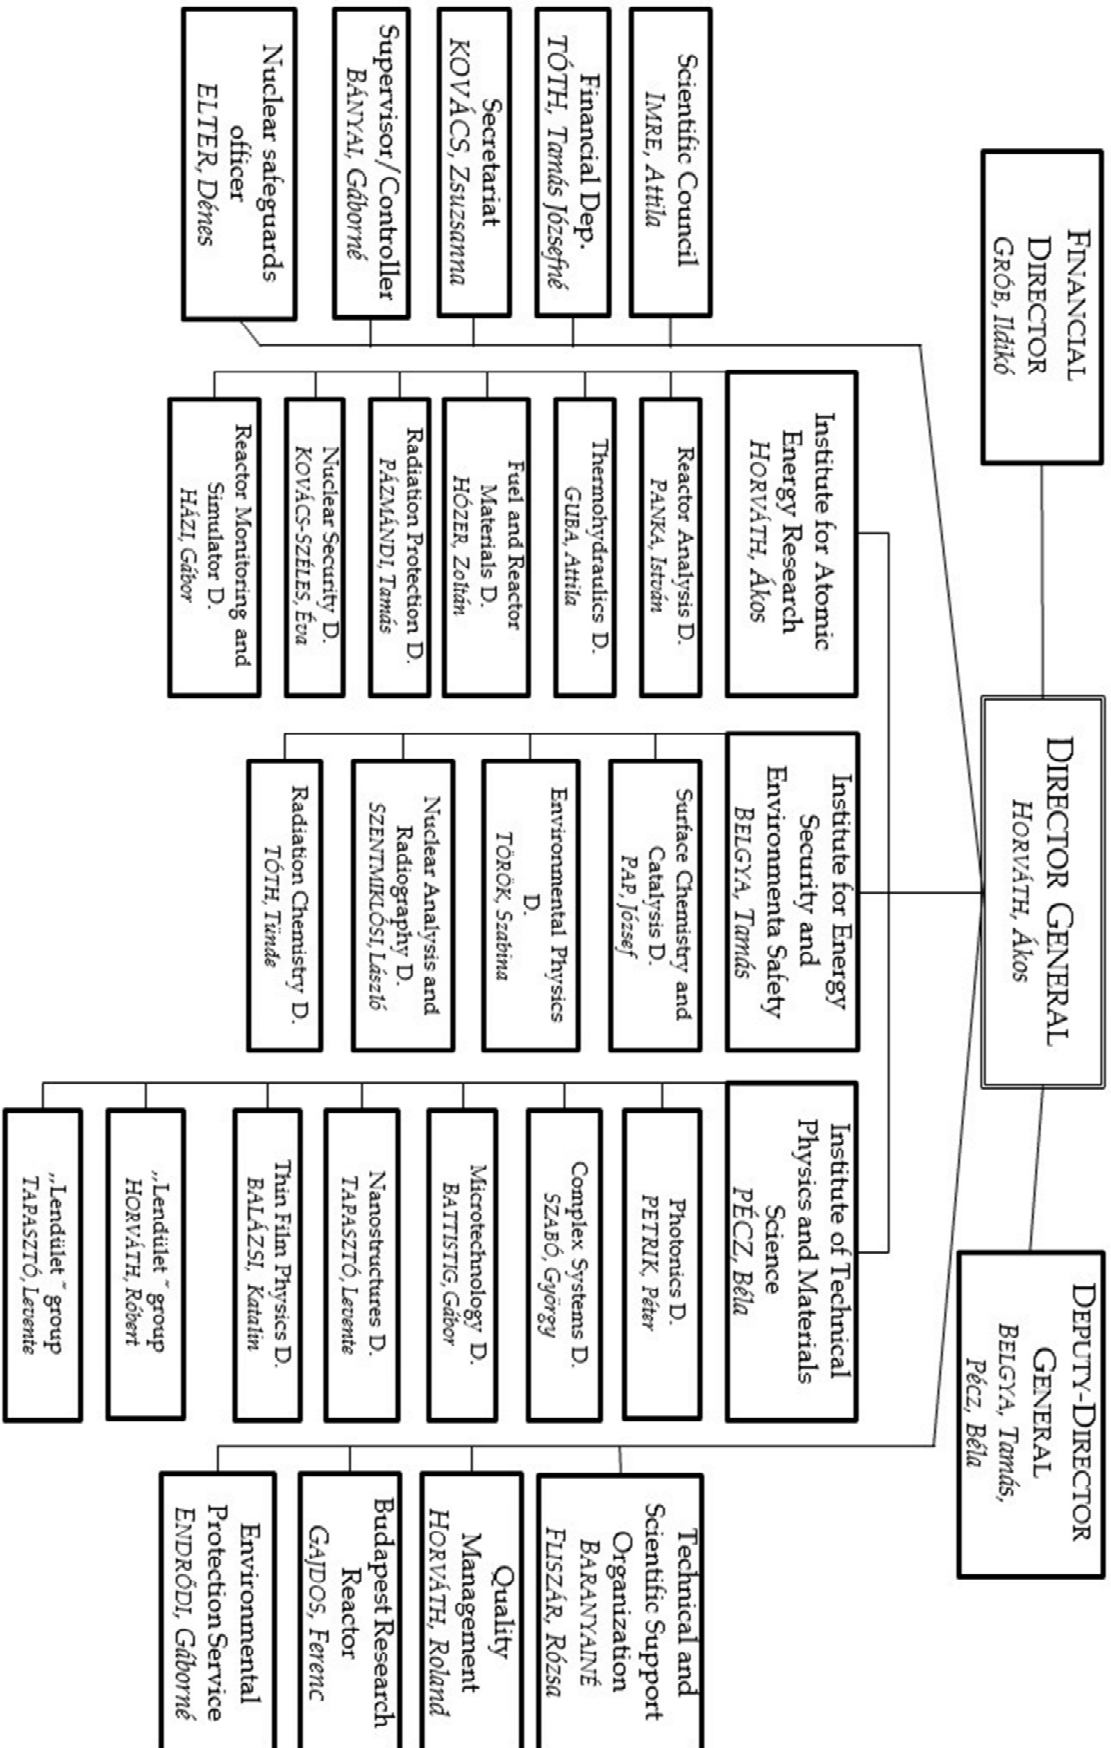 FINANCIAL
DIRECTOR
GRÓB, Ildikó
DIRECTOR GENERAL
HORVÁTH, Ákos
DEPUTY-DIRECTOR
GENERAL
BELGYA, Tamás,
Pécz, Béla
Scientific Council
IMRE, Attila
Financial Dep.
TÓTH, Tamás Józsefné
Secretariat
KOVÁCS, Zsuzsanna
Supervisor/Controller
BÁNYAI, Gáborné
Nuclear safeguards
officer
ELTER, Dénes
Institute for Atomic
Energy Research
HORVÁTH, Ákos
Reactor Analysis D.
PANKA, István
Thermohydraulics D.
GUBA, Attila
Fuel and Reactor
Materials D.
HÓZER, Zoltán
Radiation Protection D.
PÁZMÁNDI, Tamás
Nuclear Security D.
KOVÁCS-SZÉLES, Éva
Reactor Monitoring and
Simulator D.
HÁZI, Gábor
Institute for Energy
Security and
Environmenta Safety
BELGYA, Tamás
Surface Chemistry and
Catalysis D.
PAP, József
Environmental Physics
D.
TÖRÖK, Szabina
Nuclear Analysis and
Radiography D.
SZENTMIKLÓSI, László
Radiation Chemistry D.
TÓTH, Tünde
Institute of Technical
Physics and Materials
Science
PÉCZ, Béla
Photonics D.
PETRIK, Péter
Complex Systems D.
SZABÓ, György
Microtechnology D.
BATTISTIG, Gábor
Nanostructures D.
TAPASZTÓ, Levente
Thin Film Physics D.
BALÁZSI, Katalin
„Lendület˝ group
HORVÁTH, Róbert
„Lendület˝ group
TAPASZTÓ, Levente
Technical and
Scientific Support
Organization
BARANYAINÉ
FLISZÁR, Rózsa
Quality
Management
HORVÁTH, Roland
Budapest Research
Reactor
GAJDOS, Ferenc
Environmental
Protection Service
ENDRŐDI, Gáborné